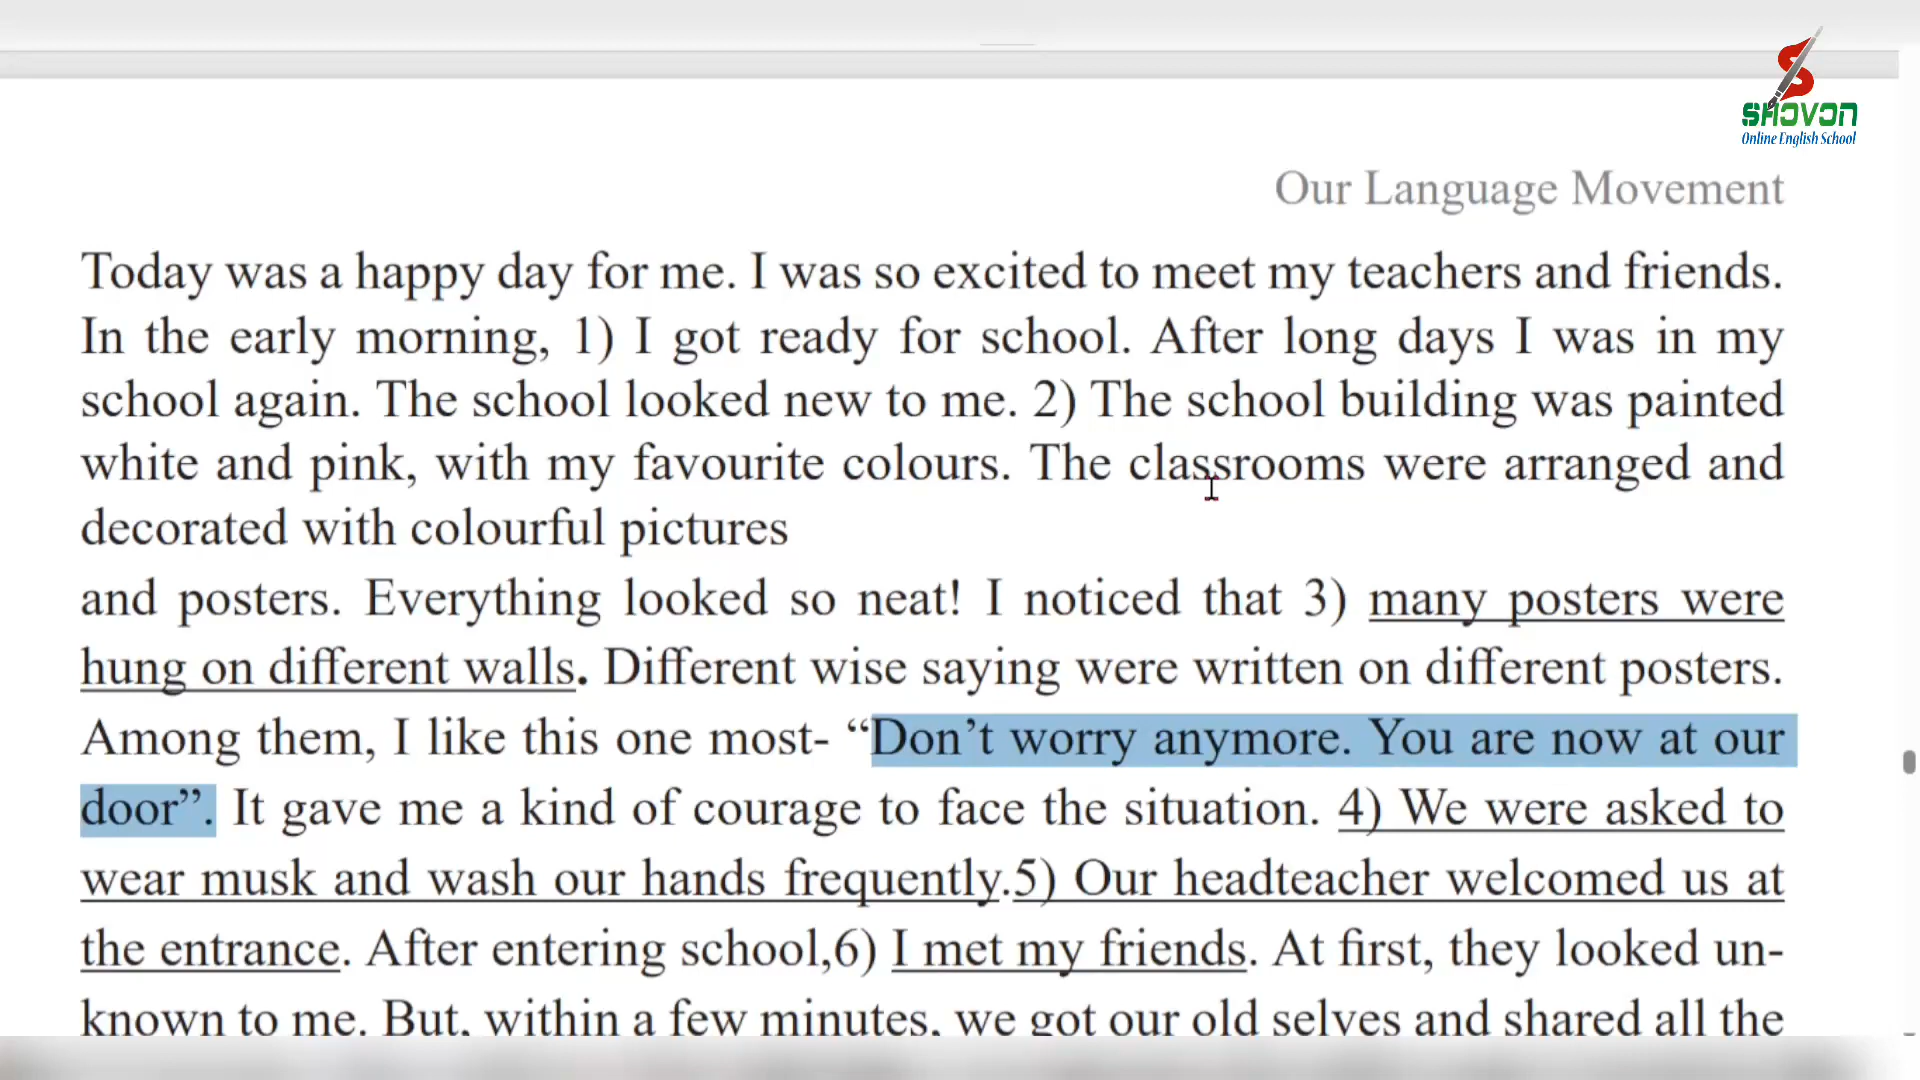 SHOVON
Online English School
Our Language Movement
Today was a happy day for me. I was so excited to meet my teachers and friends.
In the early morning, 1) I got ready for school. After long days I was in my
school again. The school looked new to me. 2) The school building was painted
white and pink, with my favourite colours. The classrooms were arranged and
decorated with colourful pictures
and posters. Everything looked so neat! I noticed that 3) many posters were
hung on different walls. Different wise saying were written on different posters.
Among them, I like this one most- “Don’t worry anymore. You are now at our
door”. It gave me a kind of courage to face the situation. 4) We were asked to
wear musk and wash our hands frequently.5) Our headteacher welcomed us at
the entrance. After entering school,6) I met my friends. At first, they looked un-
known to me. But, within a few minutes, we got our old selves and shared all the